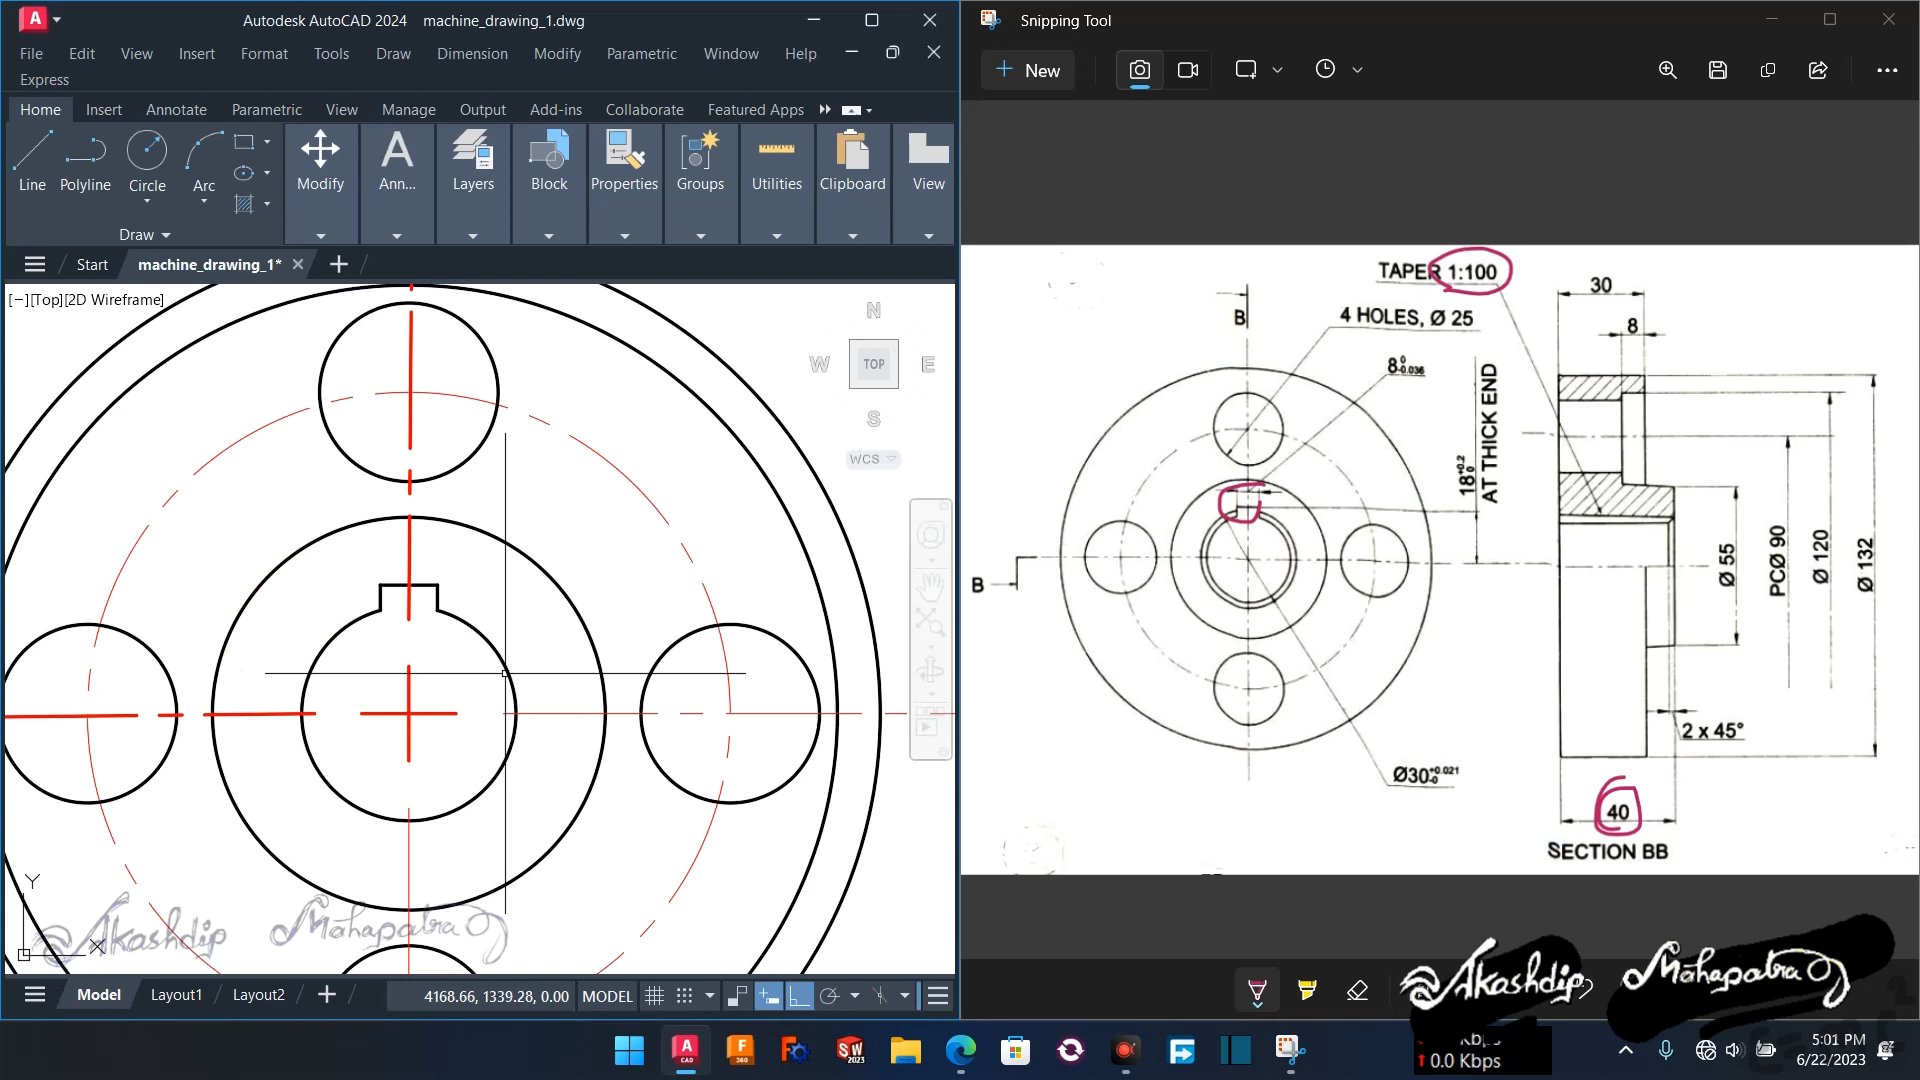 Autodesk AutoCAD 2024 machine_drawing_1.dwg
File Edit View Insert Format Tools Draw Dimension Modify Parametric Window Help
Express
Home Insert Annotate Parametric View Manage Output Add-ins Collaborate Featured Apps
Line Polyline Circle Arc Modify Ann... Layers Block Properties Groups Utilities Clipboard View
Draw
Start machine_drawing_1*
[−][Top][2D Wireframe]
N
W TOP E
S
WCS
Y
X
@Akashdip Mahapatra
Model Layout1 Layout2 4168.66, 1339.28, 0.00 MODEL
Snipping Tool
New
TAPER 1:100
30
B
4 HOLES, Ø 25
8
8 0 -0.036
18 +0.2 0
AT THICK END
B
Ø 55
PCØ 90
Ø 120
Ø 132
2 x 45°
Ø30 +0.021 -0
40
SECTION BB
@Akashdip Mahapatra
A CAD F 360 SW 2023
Kbps
0.0 Kbps
5:01 PM
6/22/2023